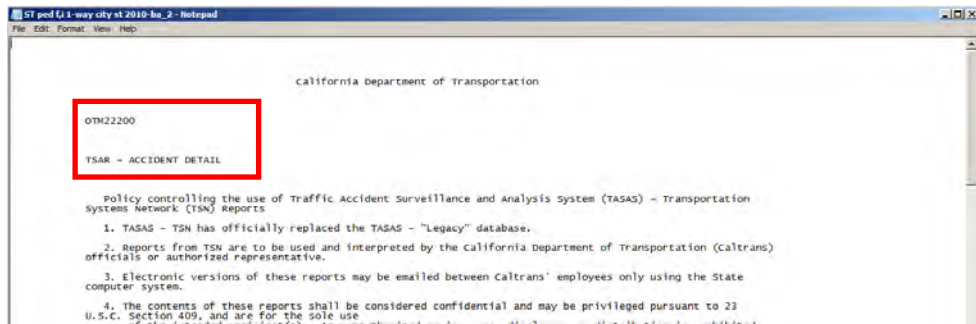 ST ped f,i 1-way city st 2010-ba_2 - Notepad
File Edit Format View Help
California Department of Transportation
OTM22200
TSAR - ACCIDENT DETAIL
Policy controlling the use of Traffic Accident Surveillance and Analysis System (TASAS) - Transportation
Systems Network (TSN) Reports
1. TASAS - TSN has officially replaced the TASAS - "Legacy" database.
2. Reports from TSN are to be used and interpreted by the California Department of Transportation (Caltrans)
officials or authorized representative.
3. Electronic versions of these reports may be emailed between Caltrans' employees only using the State
computer system.
4. The contents of these reports shall be considered confidential and may be privileged pursuant to 23
U.S.C. Section 409, and are for the sole use